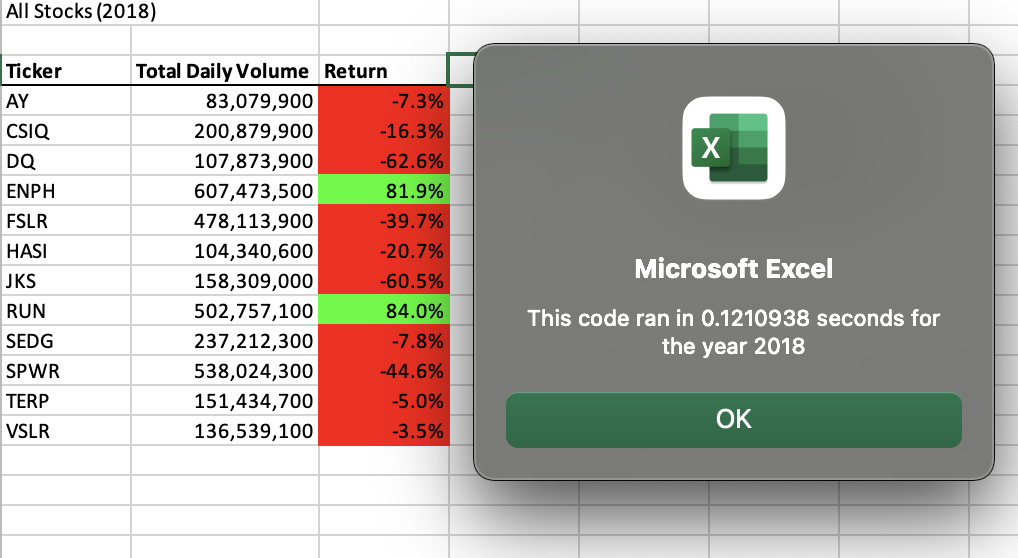 All Stocks (2018)
Ticker Total Daily Volume Return
AY 83,079,900 -7.3%
CSIQ 200,879,900 -16.3%
DQ 107,873,900 -62.6%
ENPH 607,473,500 81.9%
FSLR 478,113,900 -39.7%
HASI 104,340,600 -20.7%
JKS 158,309,000 -60.5%
RUN 502,757,100 84.0%
SEDG 237,212,300 -7.8%
SPWR 538,024,300 -44.6%
TERP 151,434,700 -5.0%
VSLR 136,539,100 -3.5%
X
Microsoft Excel
This code ran in 0.1210938 seconds for
the year 2018
OK